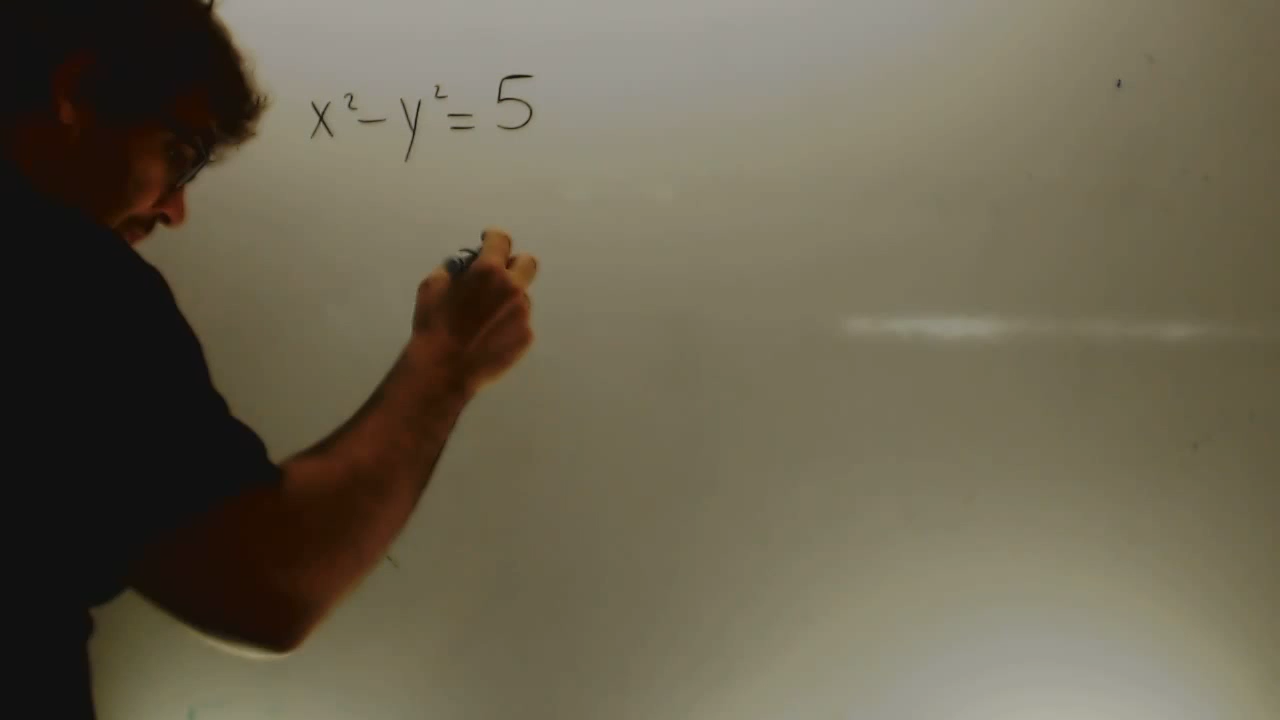 x² - y² = 5